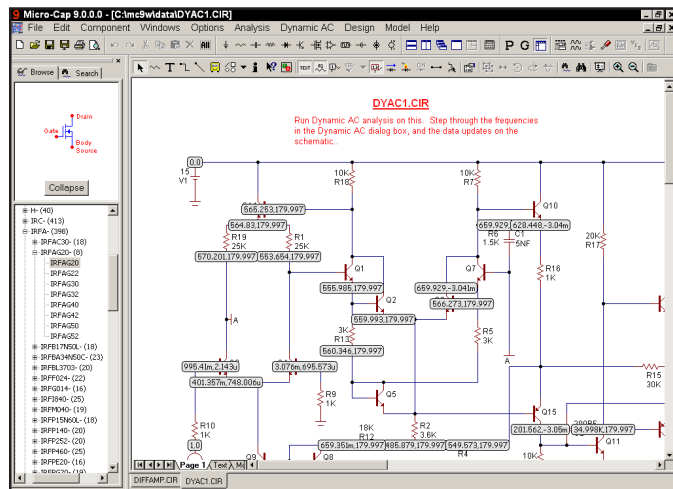 Micro-Cap 9.0.0.0 - [C:\mc9w\data\DYAC1.CIR]
File Edit Component Windows Options Analysis Dynamic AC Design Model Help
P G
TEXT
Browse Search
Drain
Gate
Body
Source
Collapse
H- (40)
IRC- (413)
IRFA- (398)
IRFAC30- (18)
IRFAG20- (8)
IRFAG20
IRFAG22
IRFAG30
IRFAG32
IRFAG40
IRFAG42
IRFAG50
IRFAG52
IRFB17N50L- (18)
IRFBA34N50C- (23)
IRFBL3703- (20)
IRFF024- (22)
IRFG014- (16)
IRFI840- (25)
IRFM040- (19)
IRFP15N60L- (18)
IRFP140- (20)
IRFP252- (20)
IRFP460- (25)
IRFPE20- (16)
DYAC1.CIR
Run Dynamic AC analysis on this. Step through the frequencies
in the Dynamic AC dialog box, and the data updates on the
schematic..
0,0
15
V1
10K
R18
10K
R7
Q10
565.253,179.997
564.83,179.997
659.929,
628.448,-3.04m
R19
25K
R1
25K
R6
1.5K
C1
5NF
20K
R17
570.201,179.997
553.654,179.997
Q1
Q7
R16
1K
555.985,179.997
659.929,-3.041m
Q2
566.273,179.997
559.993,179.997
A
3K
R13
R5
3K
560.346,179.997
A
995.41m,2.143u
3.076m,695.573u
401.357m,748.006u
R15
30K
R9
1K
Q5
R10
1K
R2
3.6K
Q15
201.562,-3.05m
34.998K,179.997
18K
R12
1,0
659.351m,
485.879,179.997
549.573,179.997
R4
Q11
Q9
Q8
10K
Page 1 Text
DIFFAMP.CIR DYAC1.CIR